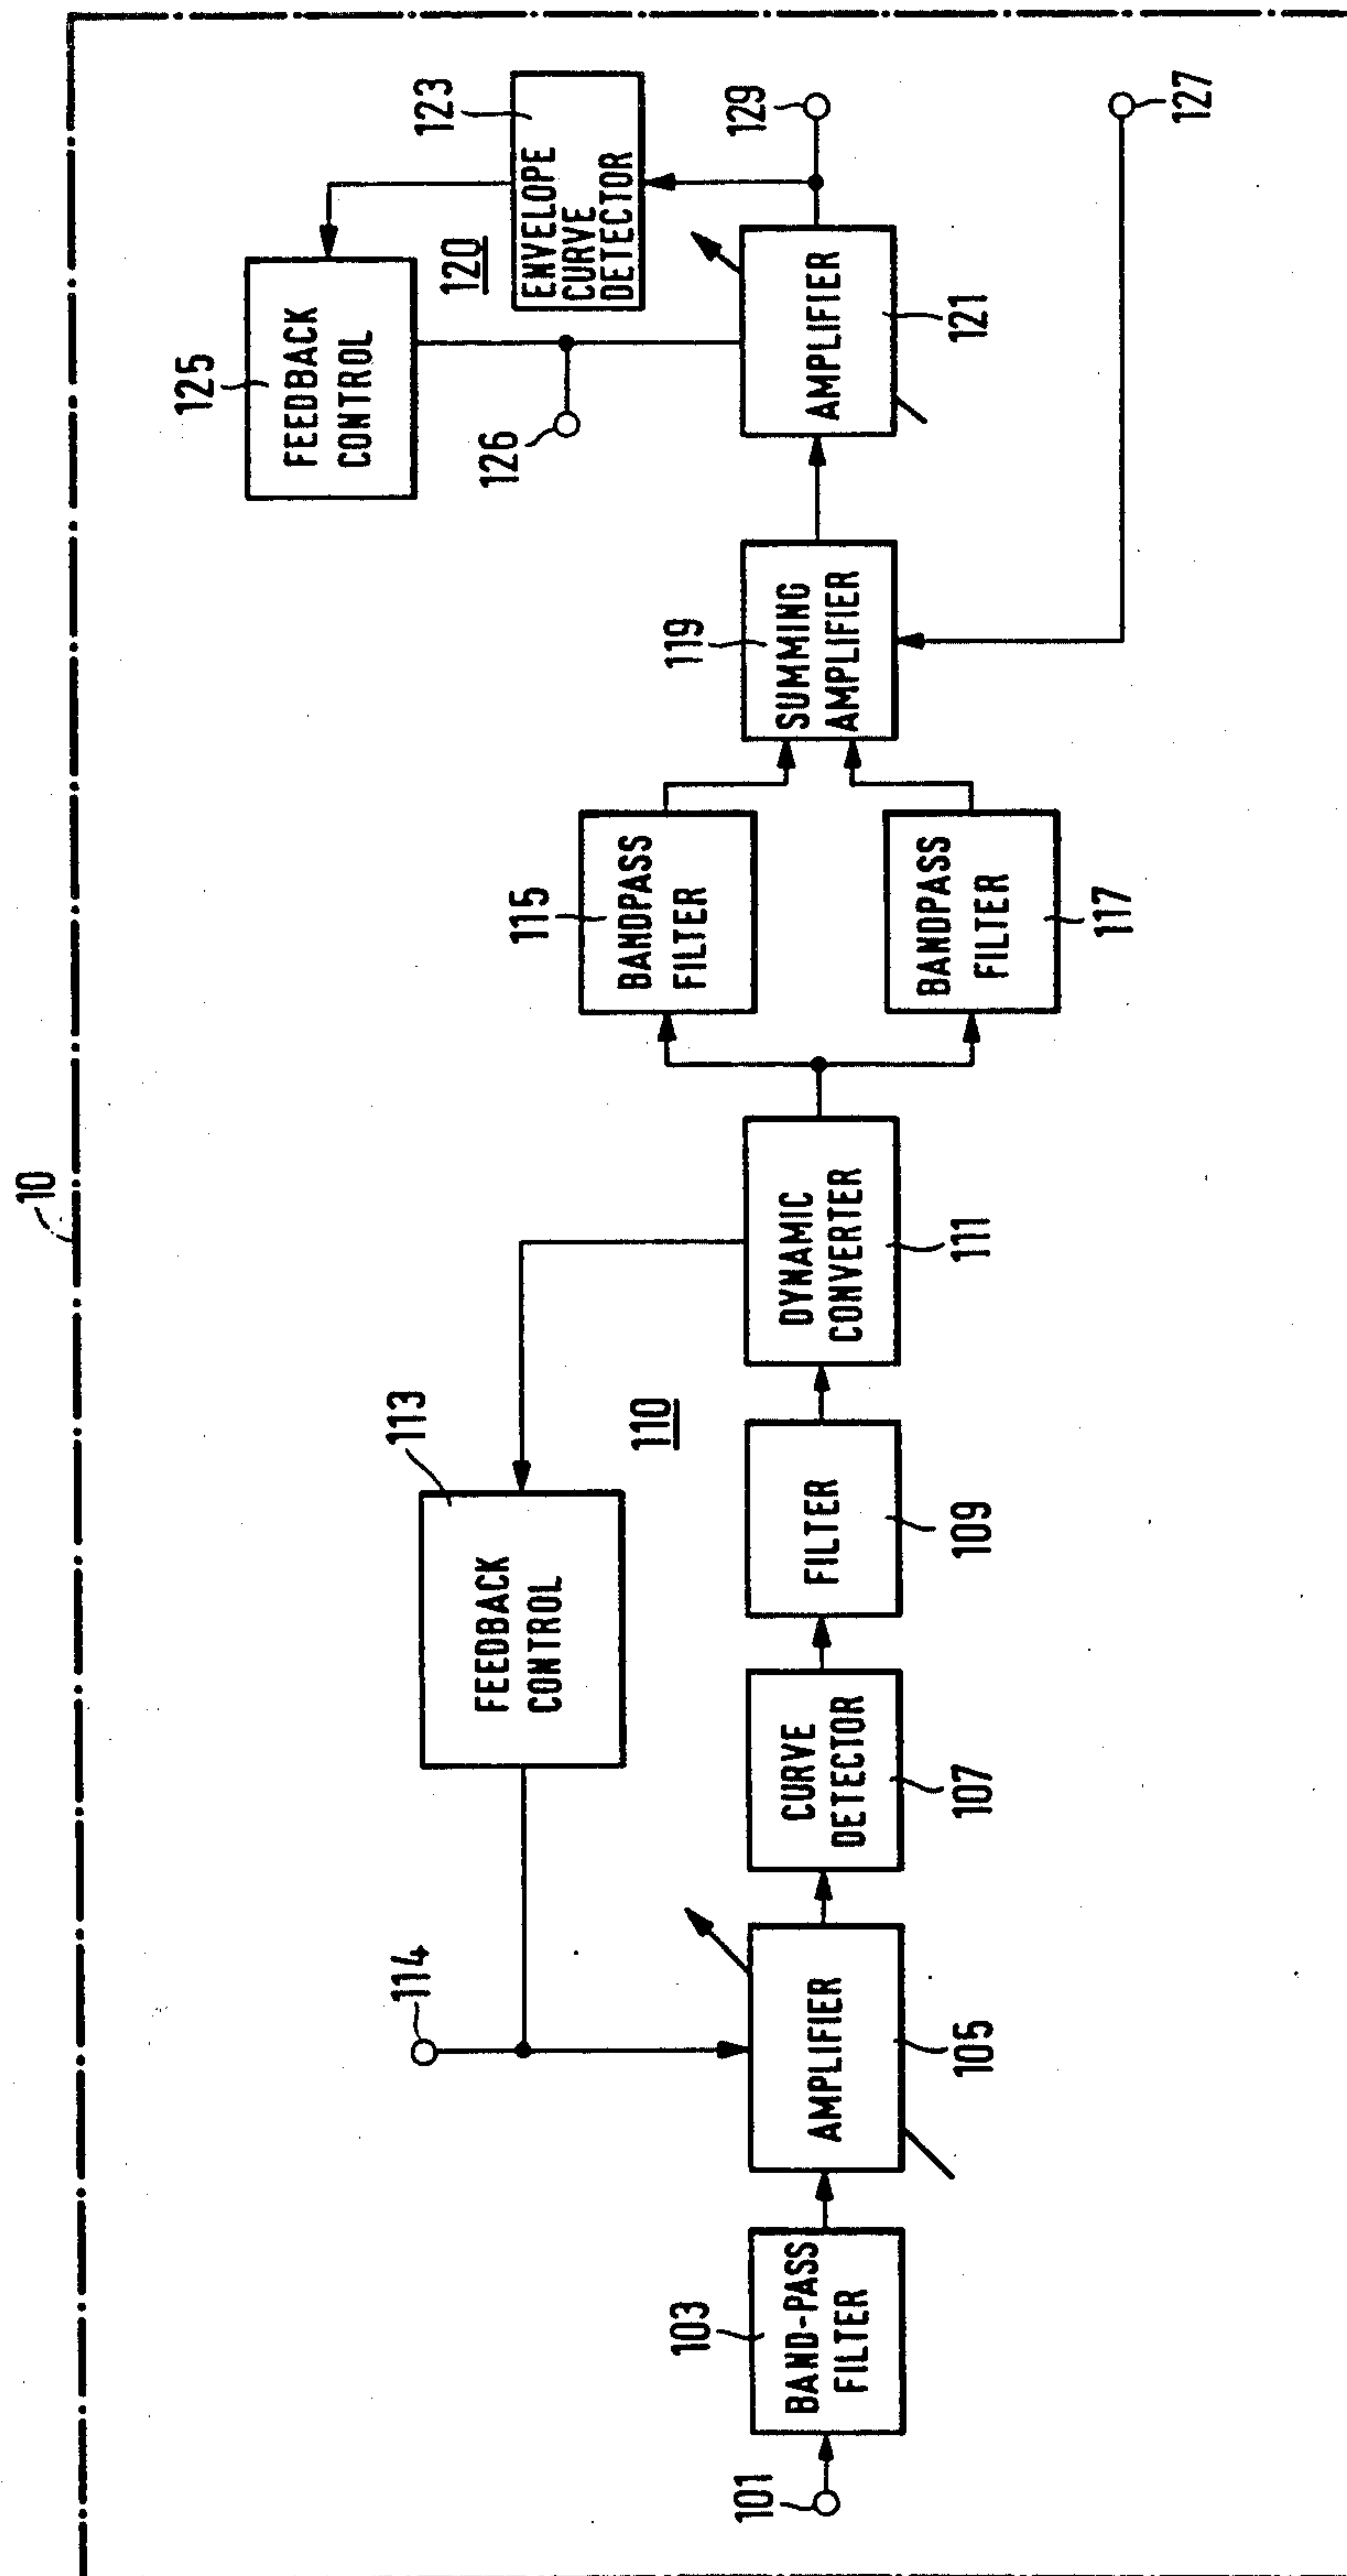 10
125
FEEDBACK
CONTROL
123
ENVELOPE
CURVE
DETECTOR
120
126
129
AMPLIFIER
121
127
119
SUMMING
AMPLIFIER
115
BANDPASS
FILTER
BANDPASS
FILTER
117
DYNAMIC
CONVERTER
111
113
FEEDBACK
CONTROL
110
FILTER
109
CURVE
DETECTOR
107
114
AMPLIFIER
105
103
BAND-PASS
FILTER
101